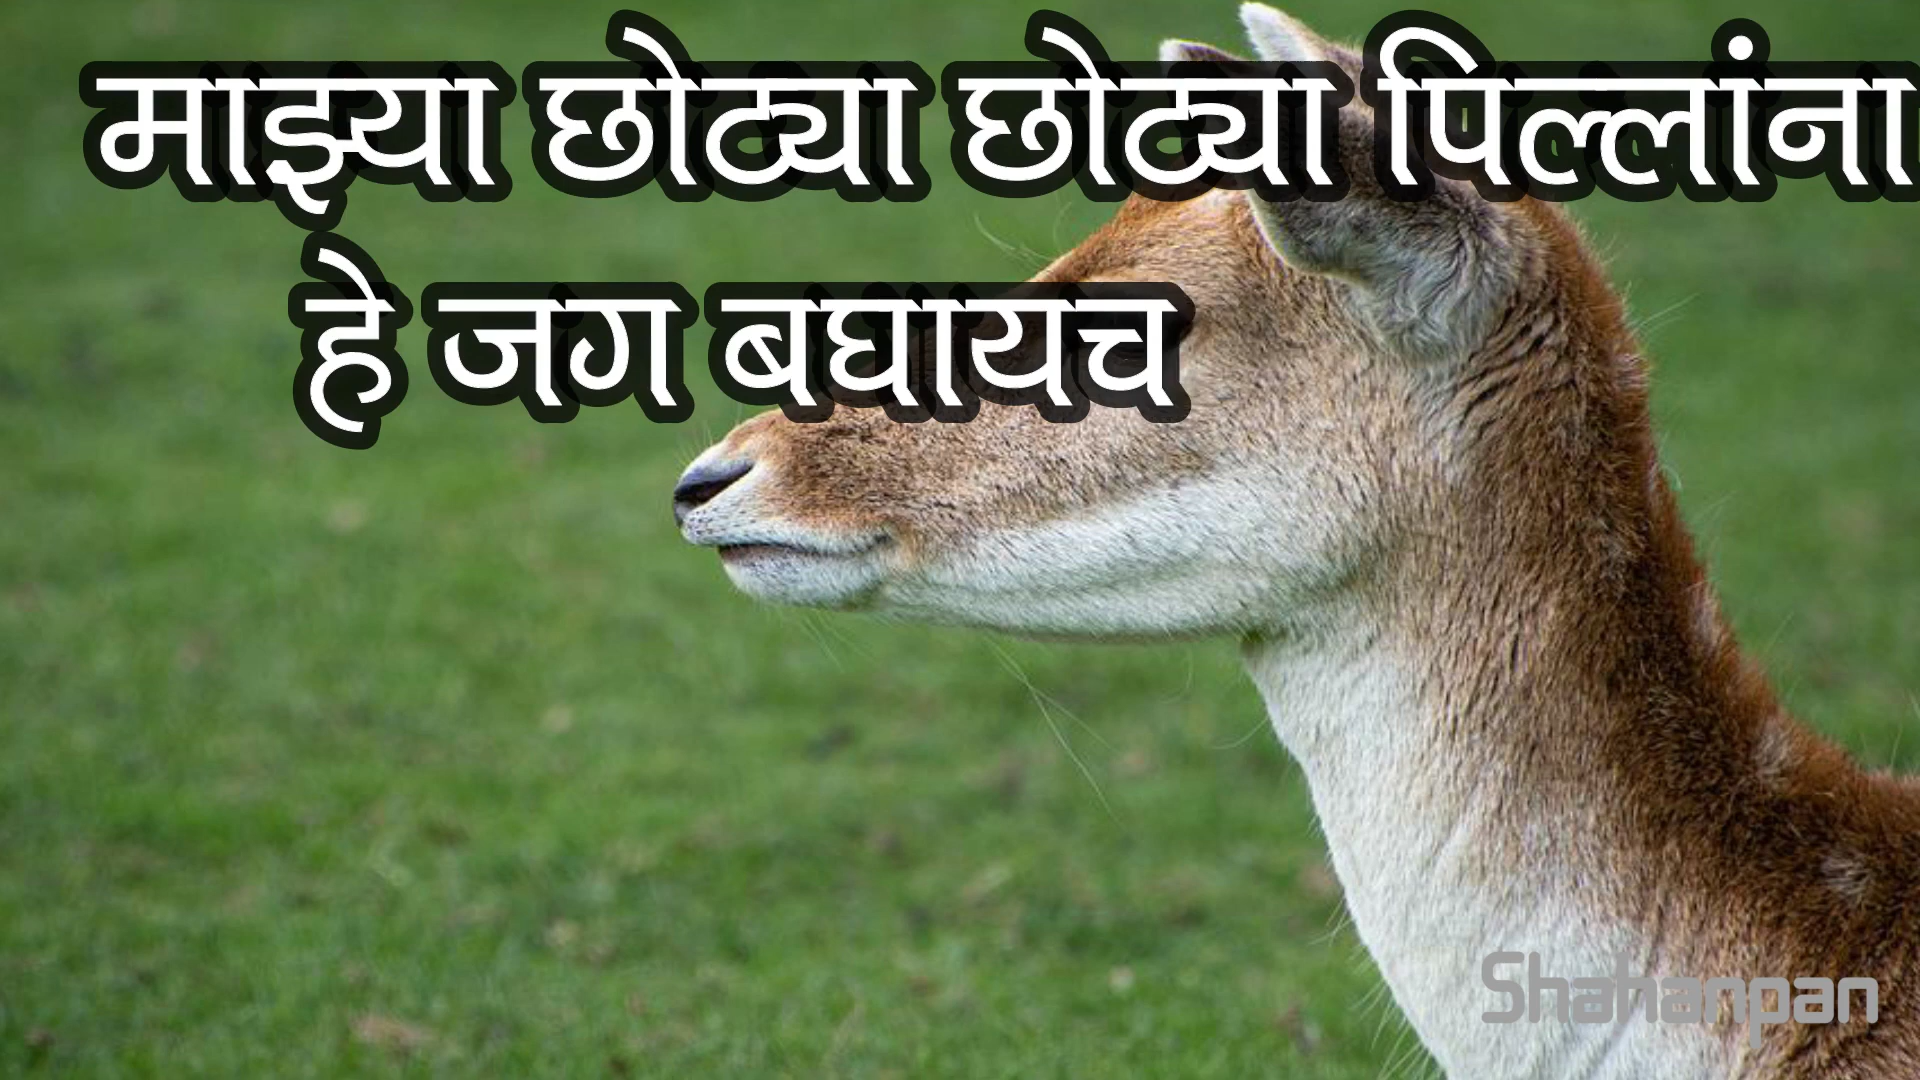 माझ्या छोट्या छोट्या पिल्लांना
हे जग बघायच
Shahanpan